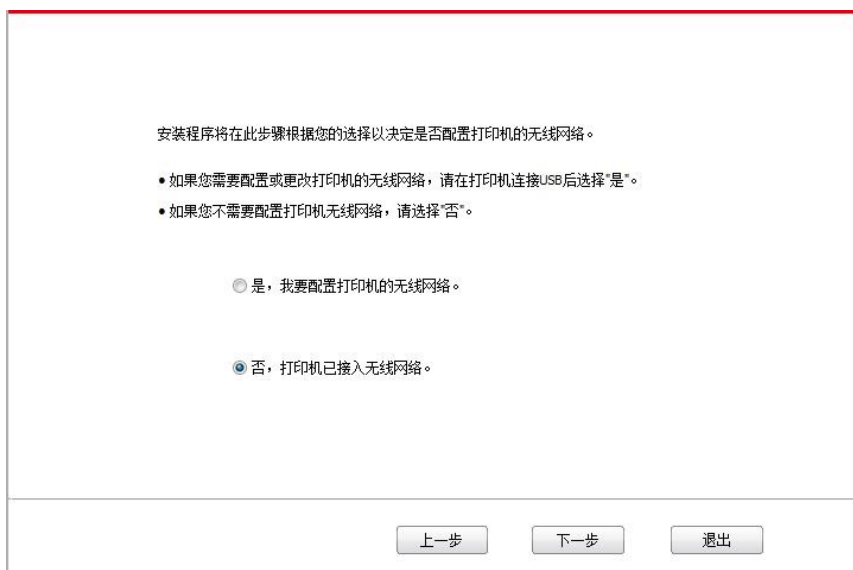 安装程序将在此步骤根据您的选择以决定是否配置打印机的无线网络。
•如果您需要配置或更改打印机的无线网络，请在打印机连接USB后选择"是"。
•如果您不需要配置打印机无线网络，请选择"否"。
是，我要配置打印机的无线网络。
否，打印机已接入无线网络。
上一步 下一步 退出